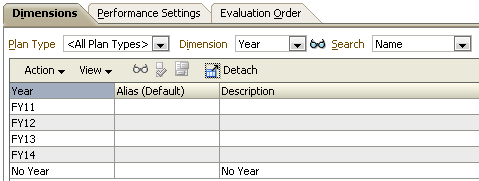 Dimensions Performance Settings Evaluation Order
Plan Type <All Plan Types> Dimension Year Search Name
Action View Detach
Year Alias (Default) Description
FY11
FY12
FY13
FY14
No Year No Year